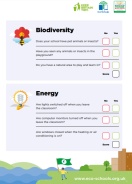 Biodiversity
No
Yes
Does your school have pet animals or insects?
Have you seen any animals or insects in the
playground?
Do you have a natural area to play and learn in?
Score
Energy
No
Yes
Are lights switched off when you leave
the classroom?
Are computer monitors turned off when you
leave the classroom?
Are windows closed when the heating or air
conditioning is on?
Score
www.eco-schools.org.uk